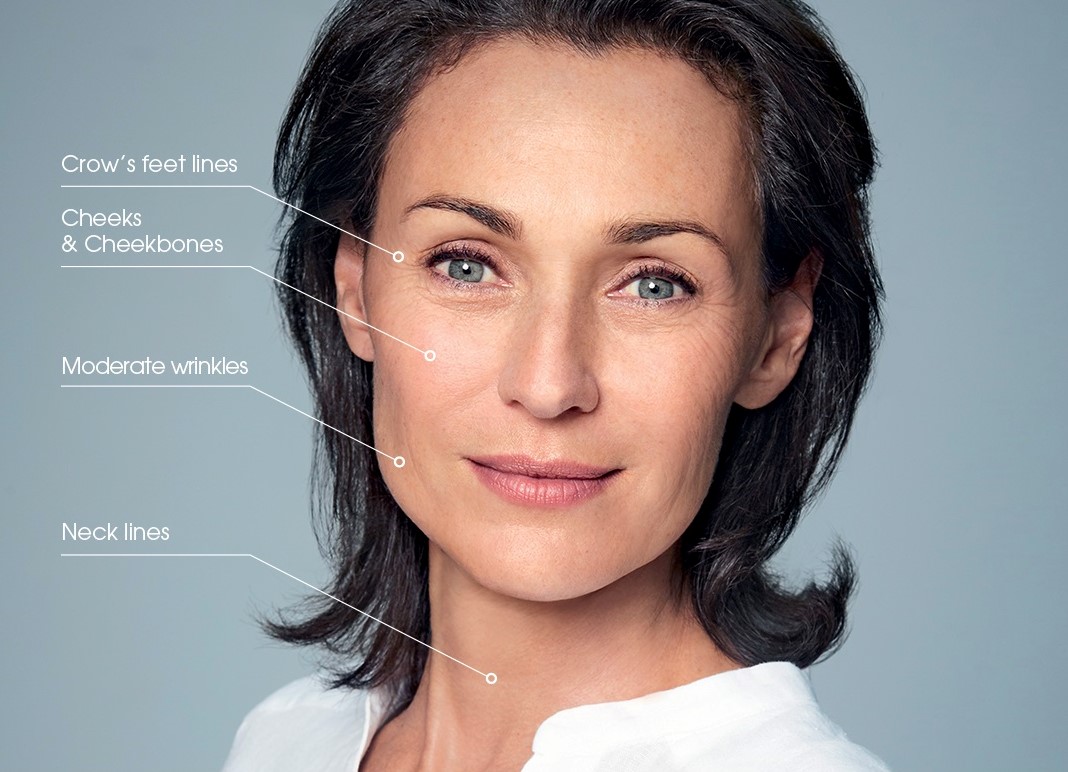 Crow’s feet lines
Cheeks
& Cheekbones
Moderate wrinkles
Neck lines